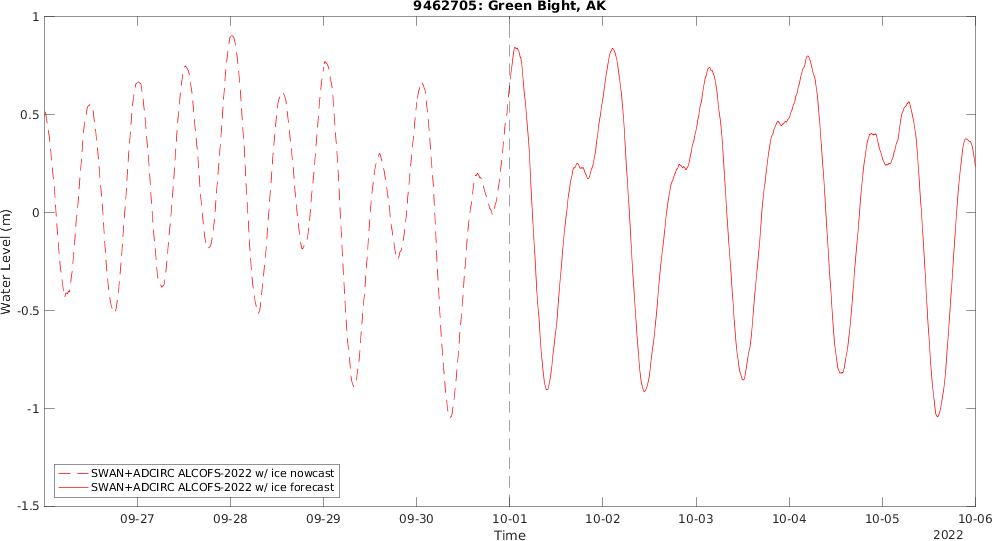 9462705: Green Bight, AK
1
0.5
0
-0.5
-1
-1.5
Water Level (m)
SWAN+ADCIRC ALCOFS-2022 w/ ice nowcast
SWAN+ADCIRC ALCOFS-2022 w/ ice forecast
09-27 09-28 09-29 09-30 10-01 10-02 10-03 10-04 10-05 10-06
Time
2022